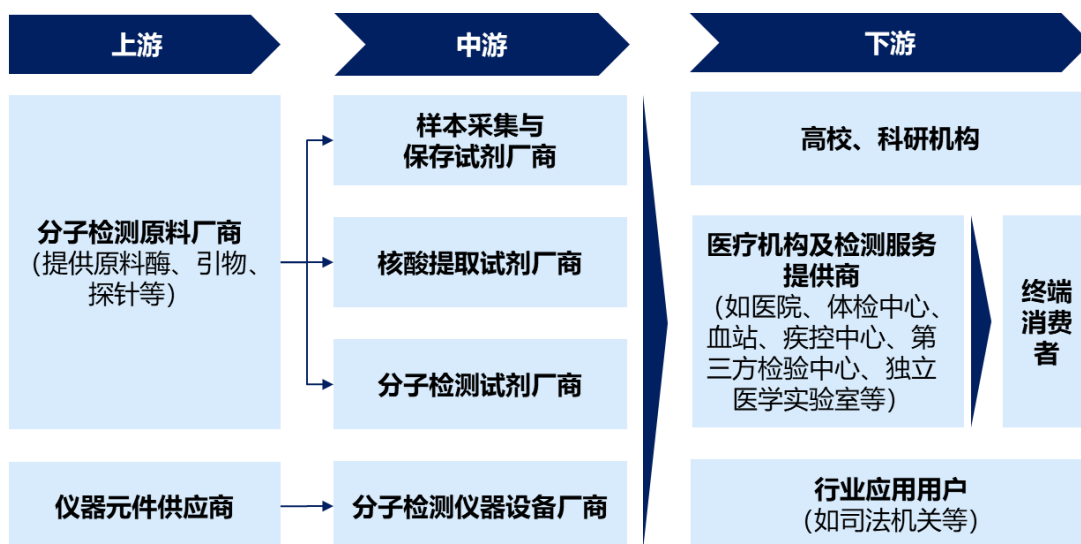 上游
中游
下游
分子检测原料厂商
（提供原料酶、引物、
探针等）
仪器元件供应商
样本采集与
保存试剂厂商
核酸提取试剂厂商
分子检测试剂厂商
分子检测仪器设备厂商
高校、科研机构
医疗机构及检测服务
提供商
（如医院、体检中心、
血站、疾控中心、第
三方检验中心、独立
医学实验室等）
终端
消费
者
行业应用用户
（如司法机关等）